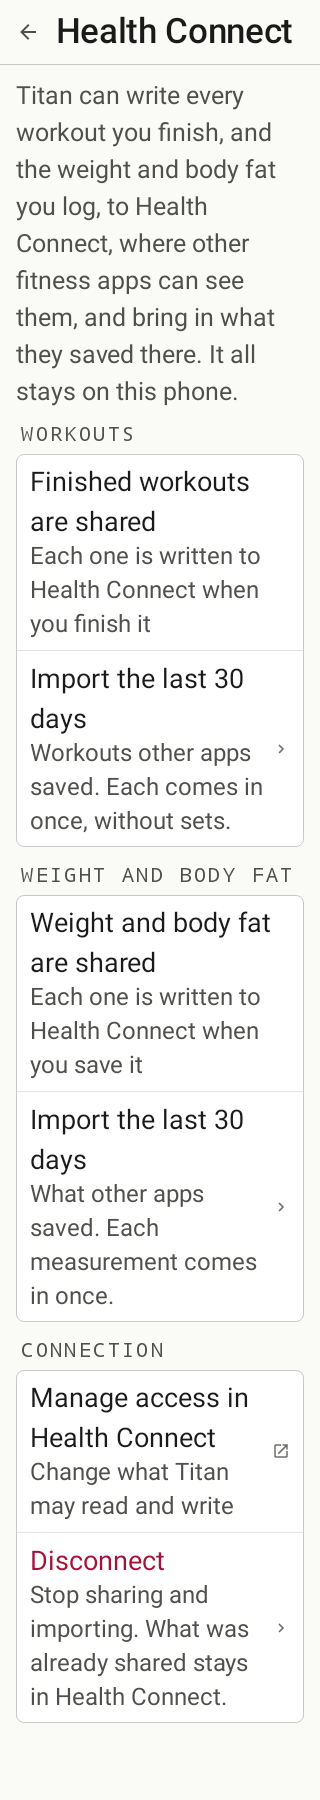 Health Connect
Titan can write every
workout you finish, and
the weight and body fat
you log, to Health
Connect, where other
fitness apps can see
them, and bring in what
they saved there. It all
stays on this phone.
WORKOUTS
Finished workouts
are shared
Each one is written to
Health Connect when
you finish it
Import the last 30
days
Workouts other apps
saved. Each comes in
once, without sets.
WEIGHT AND BODY FAT
Weight and body fat
are shared
Each one is written to
Health Connect when
you save it
Import the last 30
days
What other apps
saved. Each
measurement comes
in once.
CONNECTION
Manage access in
Health Connect
Change what Titan
may read and write
Disconnect
Stop sharing and
importing. What was
already shared stays
in Health Connect.